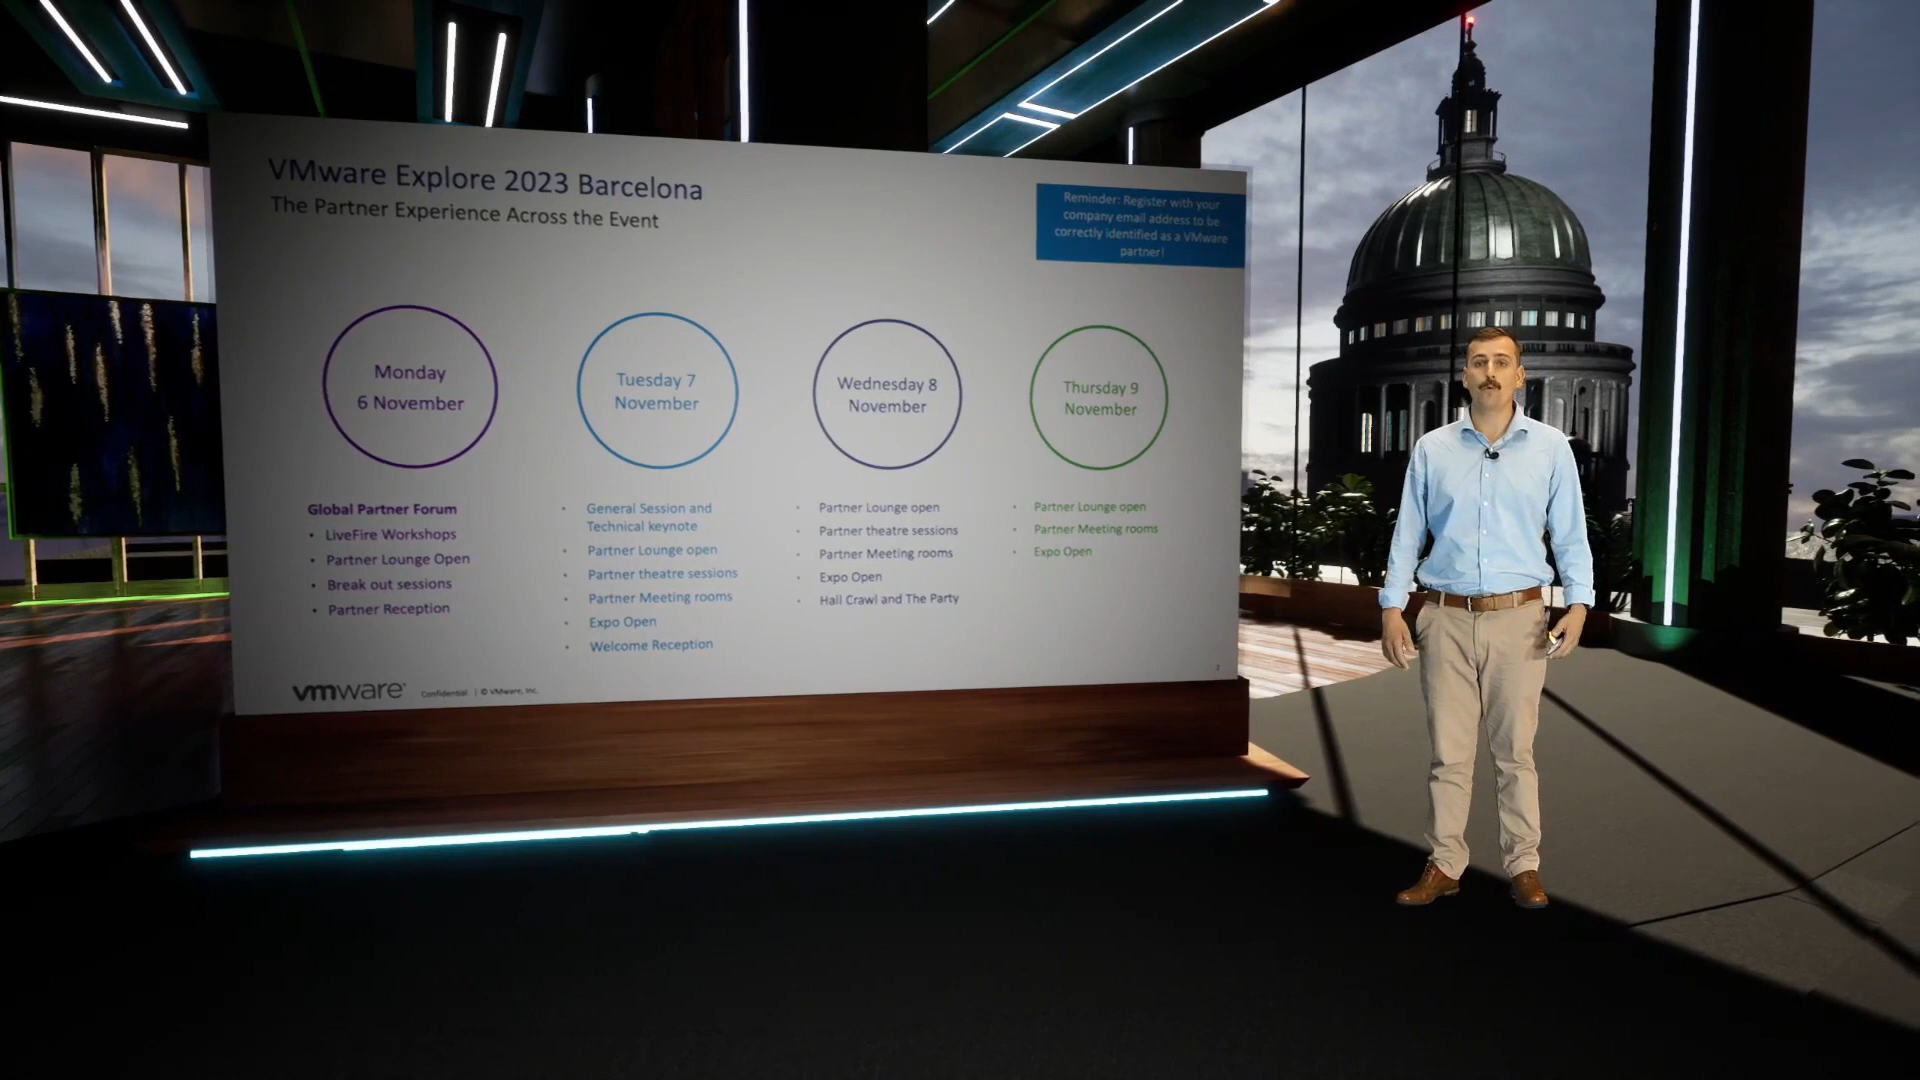 VMware Explore 2023 Barcelona
The Partner Experience Across the Event
Reminder: Register with your
company email address to be
correctly identified as a VMware
partner!
Monday
6 November
Global Partner Forum
• LiveFire Workshops
• Partner Lounge Open
• Break out sessions
• Partner Reception
Tuesday 7
November
• General Session and
Technical keynote
• Partner Lounge open
• Partner theatre sessions
• Partner Meeting rooms
• Expo Open
• Welcome Reception
Wednesday 8
November
• Partner Lounge open
• Partner theatre sessions
• Partner Meeting rooms
• Expo Open
• Hall Crawl and The Party
Thursday 9
November
• Partner Lounge open
• Partner Meeting rooms
• Expo Open
vmware®
Confidential | © VMware, Inc.
2